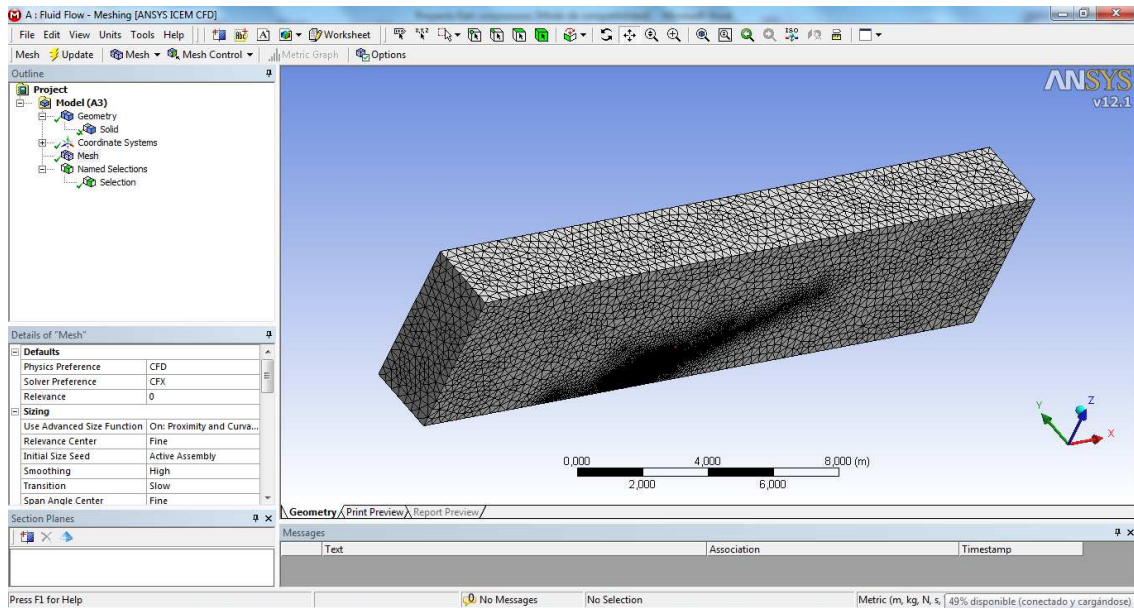 A : Fluid Flow - Meshing [ANSYS ICEM CFD]
File Edit View Units Tools Help Worksheet
Mesh Update Mesh Mesh Control Metric Graph Options
Outline
Project
Model (A3)
Geometry
Solid
Coordinate Systems
Mesh
Named Selections
Selection
ANSYS
v12.1
Details of "Mesh"
Defaults
Physics Preference CFD
Solver Preference CFX
Relevance 0
Sizing
Use Advanced Size Function On: Proximity and Curva...
Relevance Center Fine
Initial Size Seed Active Assembly
Smoothing High
Transition Slow
Span Angle Center Fine
Y Z X
0,000 4,000 8,000 (m)
2,000 6,000
Geometry Print Preview Report Preview
Section Planes
Messages
Text Association Timestamp
Press F1 for Help 0 No Messages No Selection Metric (m, kg, N, s, 49% disponible (conectado y cargándose)